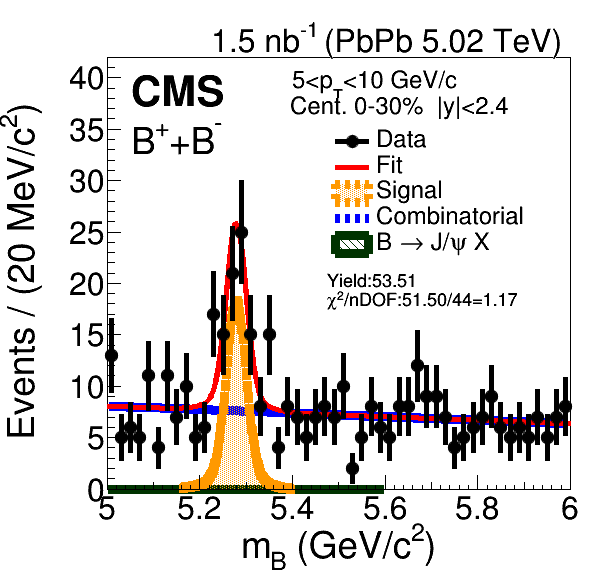 1.5 nb⁻¹ (PbPb 5.02 TeV)
CMS
B⁺+B⁻
5<p_T<10 GeV/c
Cent. 0-30% |y|<2.4
Data
Fit
Signal
Combinatorial
B → J/ψ X
Yield:53.51
χ²/nDOF:51.50/44=1.17
Events / (20 MeV/c²)
40
35
30
25
20
15
10
5
0
5 5.2 5.4 5.6 5.8 6
m_B (GeV/c²)